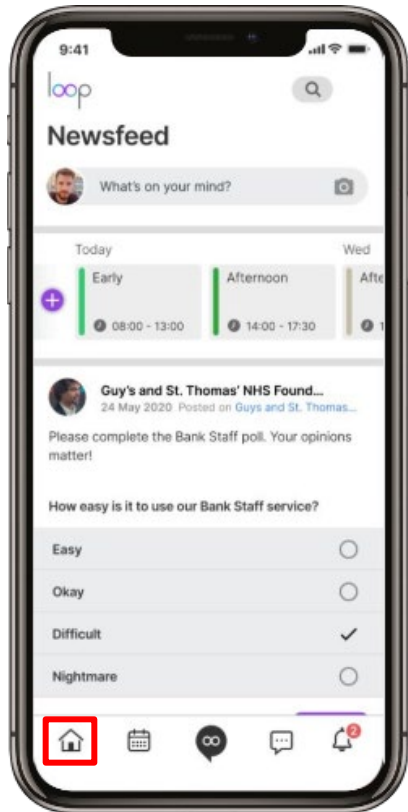 9:41
loop
Newsfeed
What's on your mind?
Today Wed
Early Afternoon Afte
08:00 - 13:00 14:00 - 17:30 1
Guy's and St. Thomas' NHS Found...
24 May 2020 Posted on Guys and St. Thomas...
Please complete the Bank Staff poll. Your opinions
matter!
How easy is it to use our Bank Staff service?
Easy
Okay
Difficult
Nightmare
2